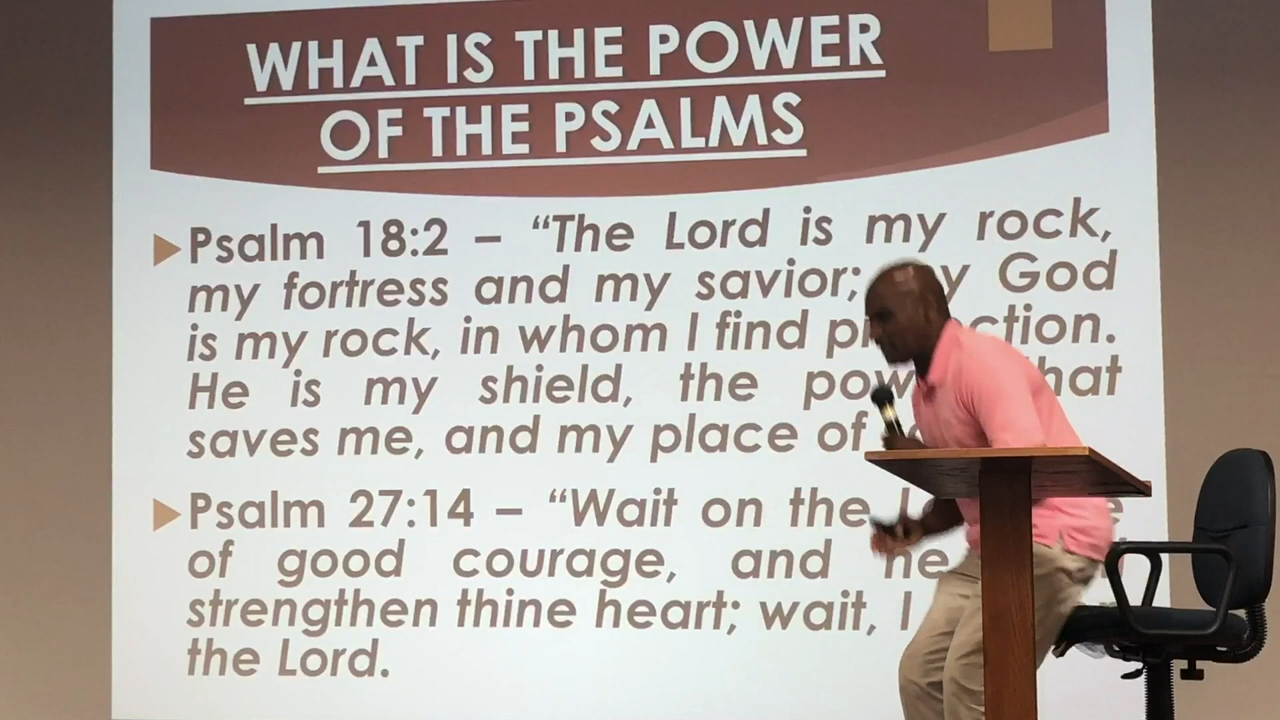 WHAT IS THE POWER
OF THE PSALMS
Psalm 18:2 – “The Lord is my rock,
my fortress and my savior; God
is my rock, in whom I find
He is my shield, the
saves me, and my place of
Psalm 27:14 – “Wait on the
of good courage, and
strengthen thine heart; wait, I
the Lord.